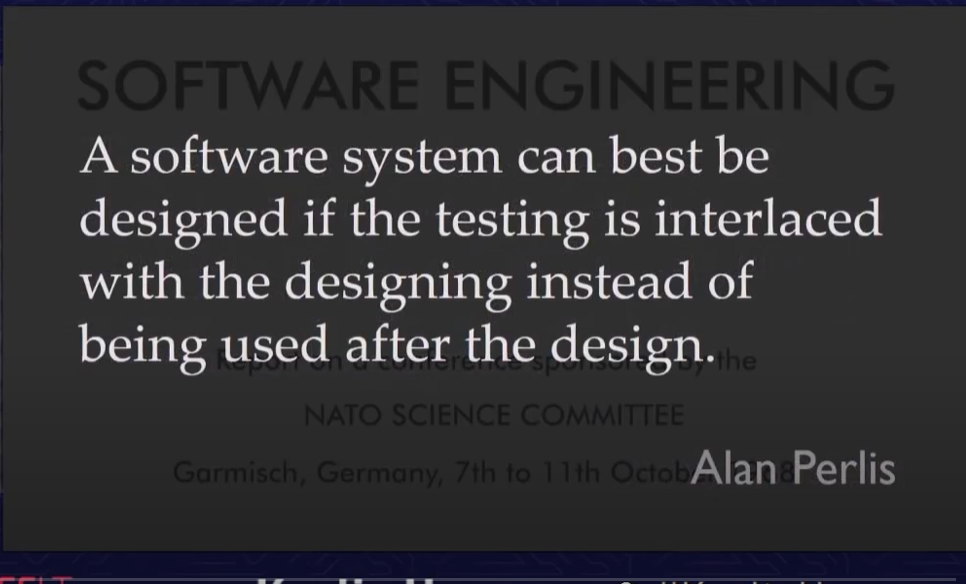 SOFTWARE ENGINEERING
A software system can best be
designed if the testing is interlaced
with the designing instead of
being used after the design.
Report on a conference sponsored by the
NATO SCIENCE COMMITTEE
Garmisch, Germany, 7th to 11th
Alan Perlis